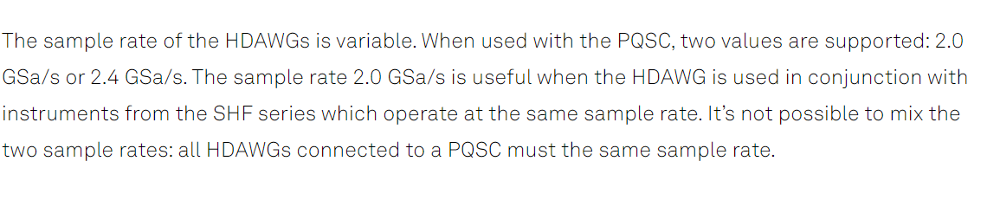 The sample rate of the HDAWGs is variable. When used with the PQSC, two values are supported: 2.0
GSa/s or 2.4 GSa/s. The sample rate 2.0 GSa/s is useful when the HDAWG is used in conjunction with
instruments from the SHF series which operate at the same sample rate. It’s not possible to mix the
two sample rates: all HDAWGs connected to a PQSC must the same sample rate.